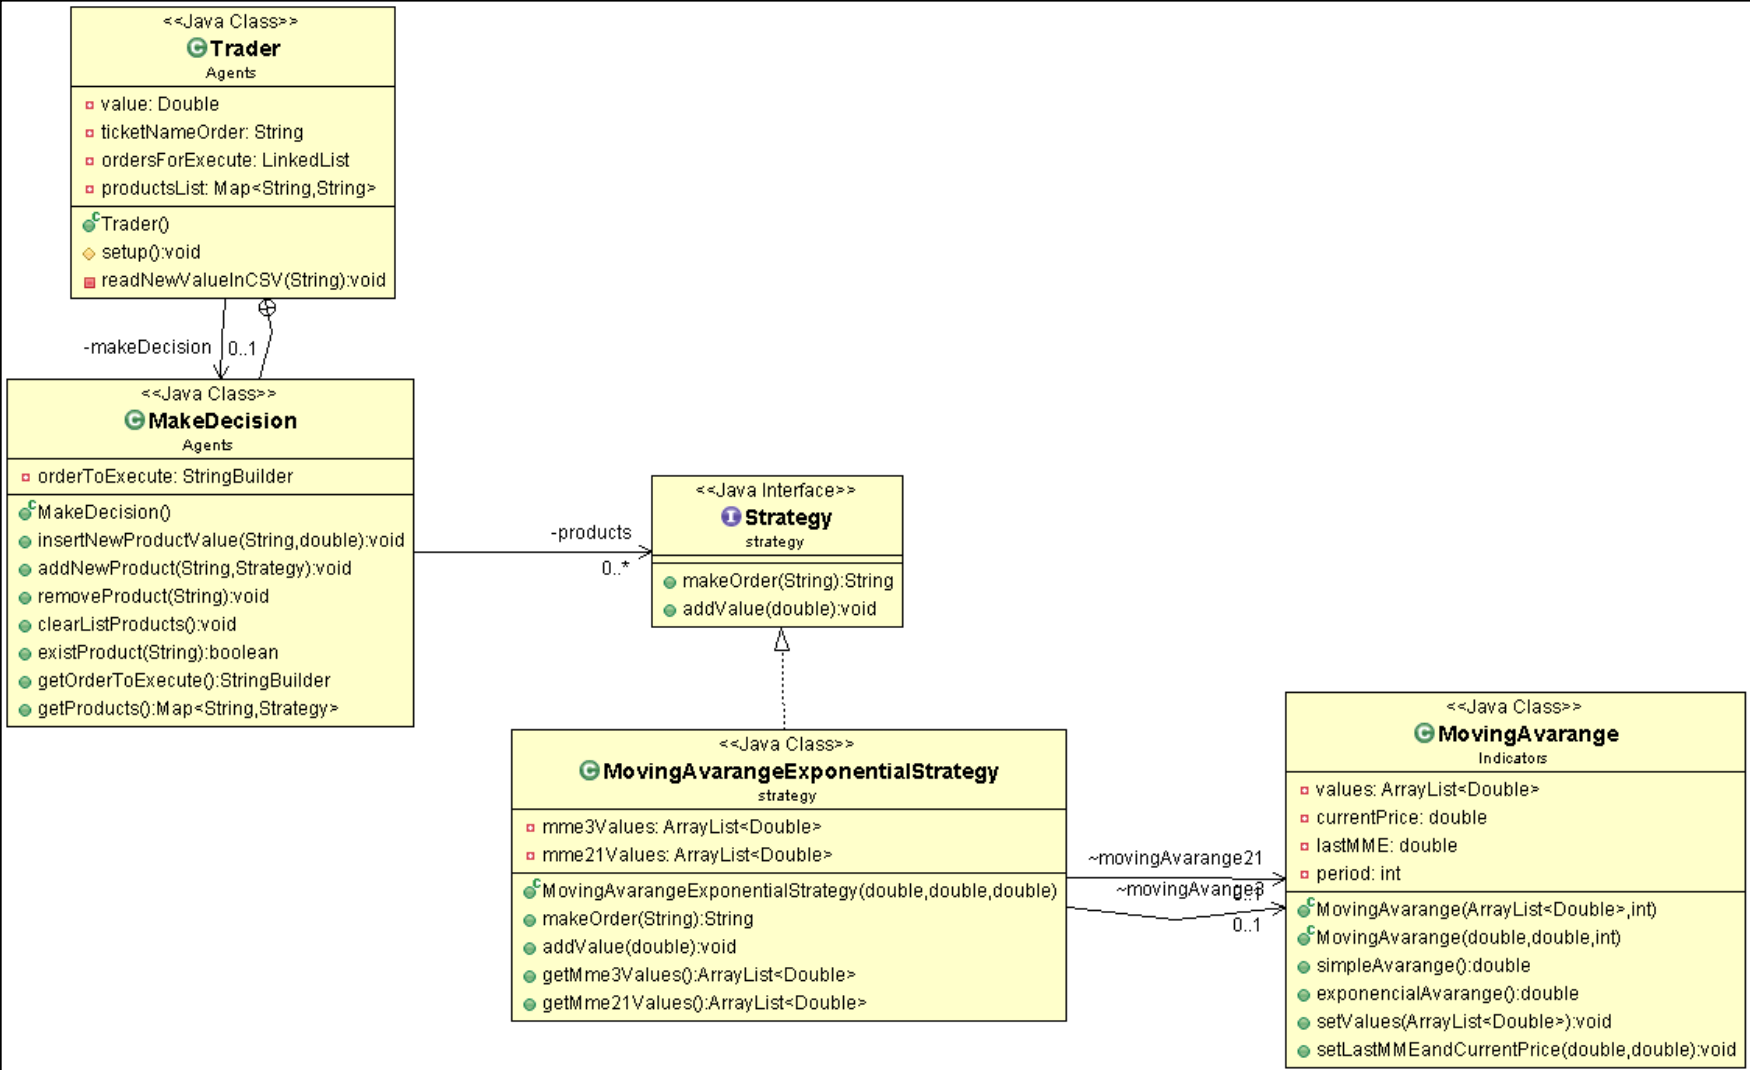 <<Java Class>>
Trader
Agents
value: Double
ticketNameOrder: String
ordersForExecute: LinkedList
productsList: Map<String,String>
Trader()
setup():void
readNewValueInCSV(String):void
-makeDecision
0..1
<<Java Class>>
MakeDecision
Agents
orderToExecute: StringBuilder
MakeDecision()
insertNewProductValue(String,double):void
addNewProduct(String,Strategy):void
removeProduct(String):void
clearListProducts():void
existProduct(String):boolean
getOrderToExecute():StringBuilder
getProducts():Map<String,Strategy>
-products
0..*
<<Java Interface>>
Strategy
strategy
makeOrder(String):String
addValue(double):void
<<Java Class>>
MovingAvarangeExponentialStrategy
strategy
mme3Values: ArrayList<Double>
mme21Values: ArrayList<Double>
MovingAvarangeExponentialStrategy(double,double,double)
makeOrder(String):String
addValue(double):void
getMme3Values():ArrayList<Double>
getMme21Values():ArrayList<Double>
~movingAvarange21
0..1
~movingAvange3
0..1
<<Java Class>>
MovingAvarange
Indicators
values: ArrayList<Double>
currentPrice: double
lastMME: double
period: int
MovingAvarange(ArrayList<Double>,int)
MovingAvarange(double,double,int)
simpleAvarange():double
exponencialAvarange():double
setValues(ArrayList<Double>):void
setLastMMEandCurrentPrice(double,double):void